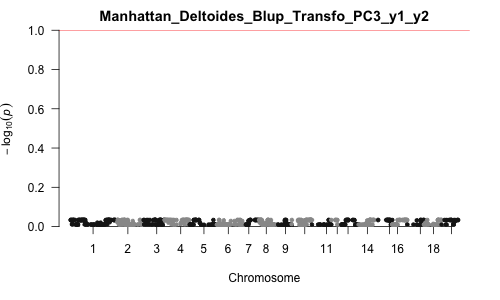 Manhattan_Deltoides_Blup_Transfo_PC3_y1_y2
1.0
0.8
0.6
0.4
0.2
0.0
− log10(p)
1 2 3 4 5 6 7 8 9 11 14 16 18
Chromosome